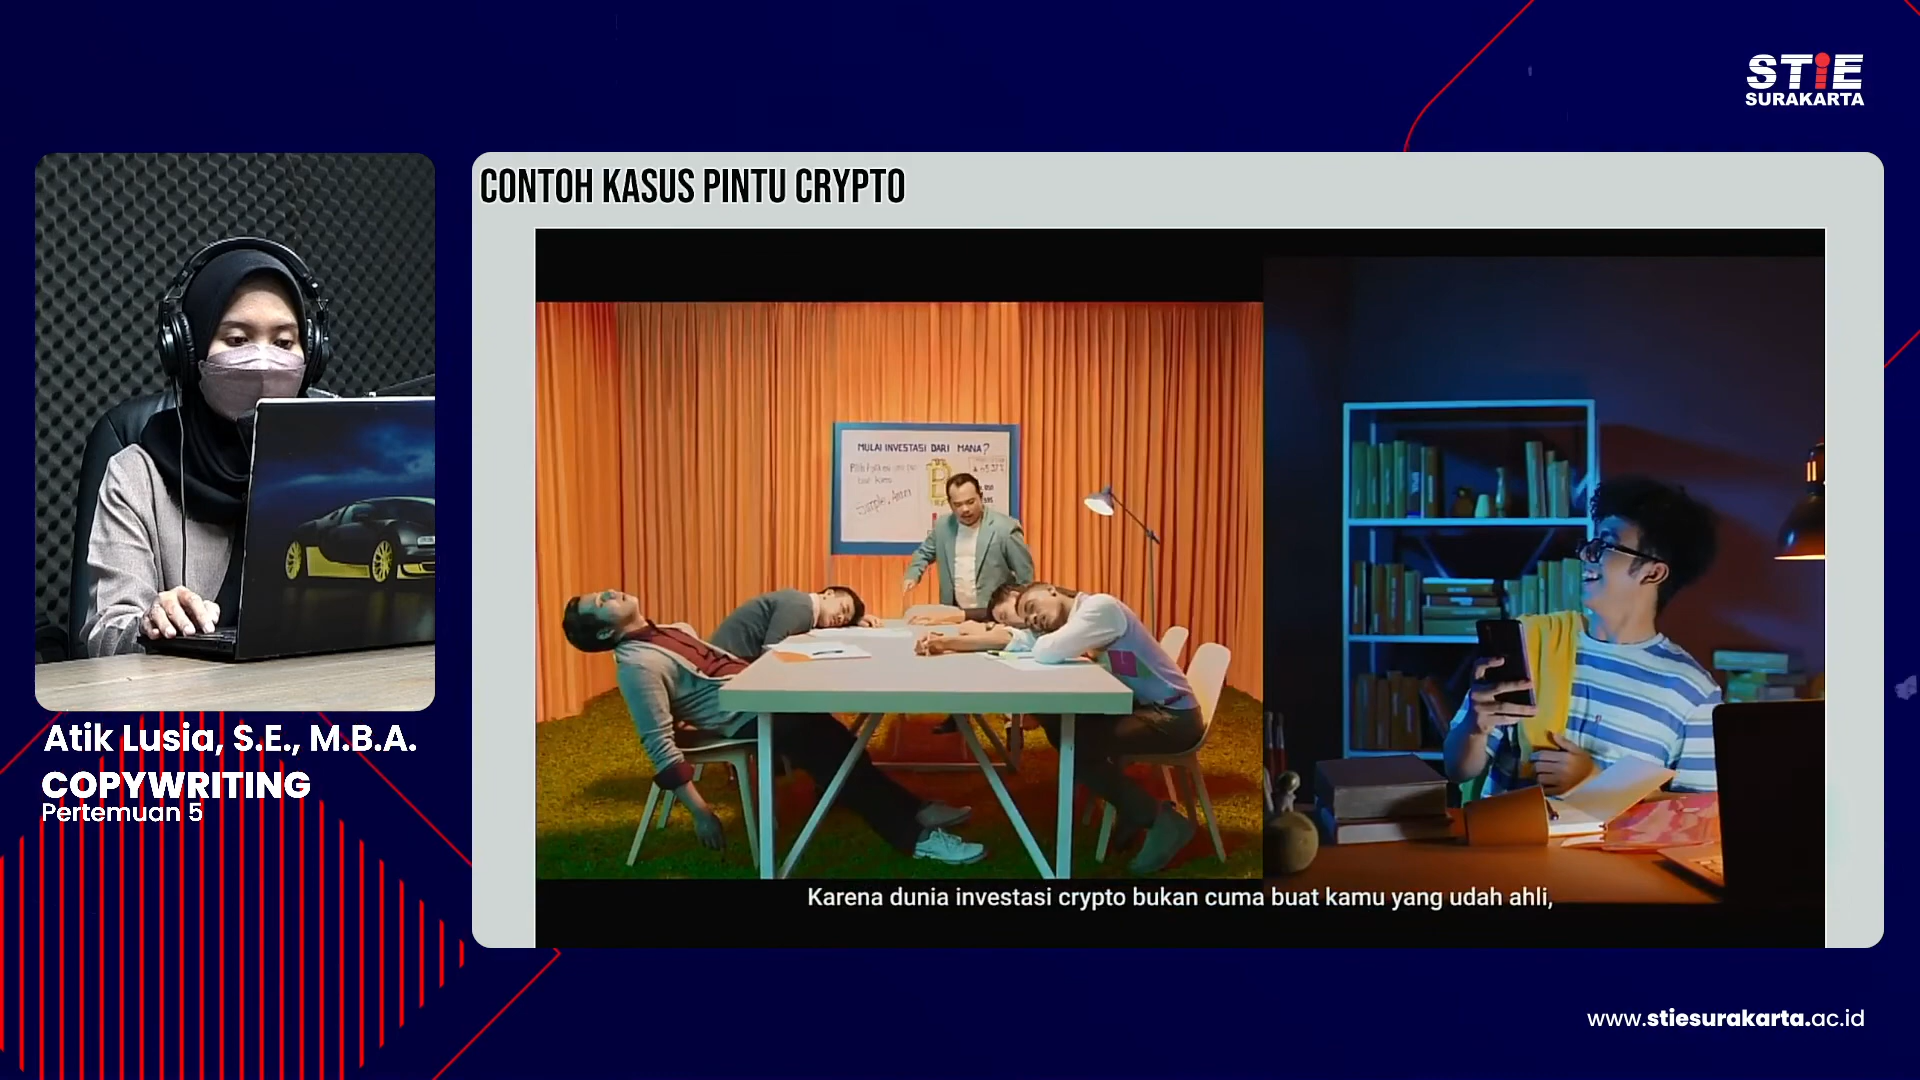 STiE
SURAKARTA
CONTOH KASUS PINTU CRYPTO
MULAI INVESTASI DARI MANA?
Karena dunia investasi crypto bukan cuma buat kamu yang udah ahli,
Atik Lusia, S.E., M.B.A.
COPYWRITING
Pertemuan 5
www.stiesurakarta.ac.id